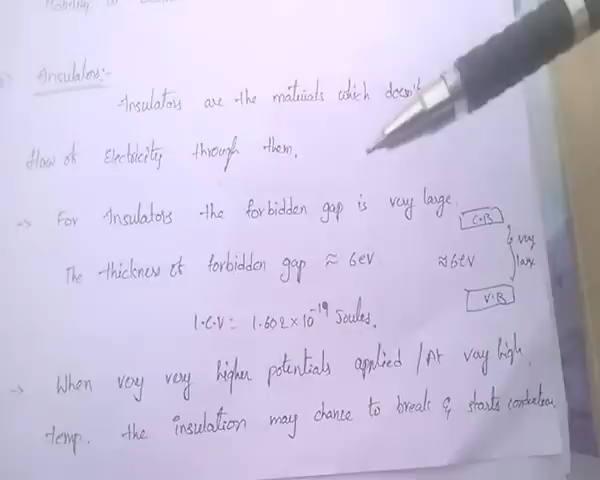 Insulators:-
Insulators are the materials which doesn't
flow of Electricity through them.
-> For Insulators the forbidden gap is very large.
C.B
The thickness of forbidden gap ≈ 6eV
≈6eV
very
large
V.B
1.e.V = 1.602×10⁻¹⁹ Joules.
-> When very very higher potentials applied /At very high
temp. the insulation may chance to break & starts conduction